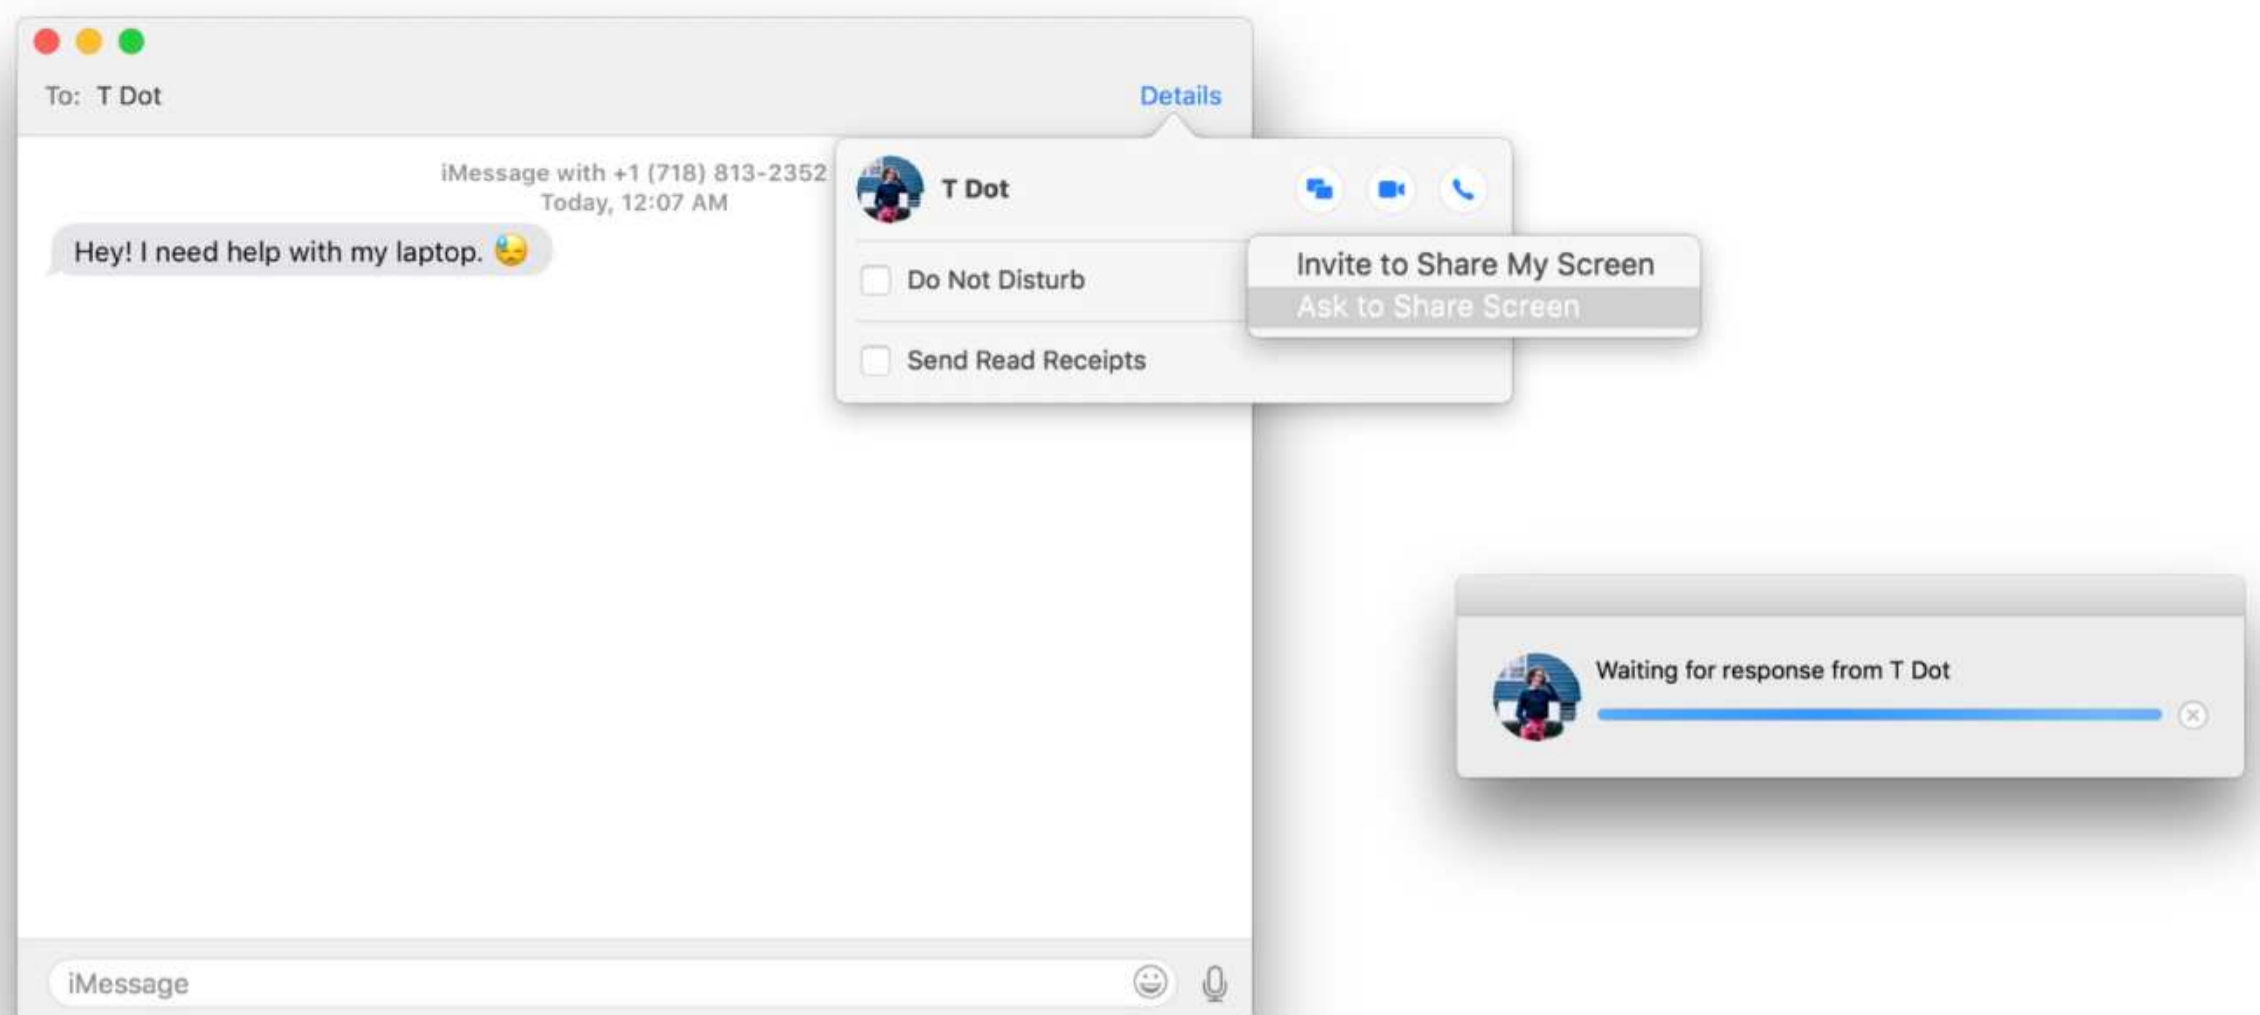 To: T Dot
Details
iMessage with +1 (718) 813-2352
Today, 12:07 AM
Hey! I need help with my laptop. 😓
T Dot
Do Not Disturb
Send Read Receipts
Invite to Share My Screen
Ask to Share Screen
Waiting for response from T Dot
iMessage